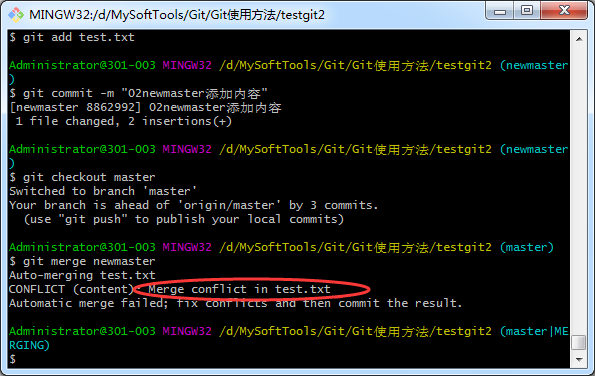 MINGW32:/d/MySoftTools/Git/Git使用方法/testgit2
$ git add test.txt
Administrator@301-003 MINGW32 /d/MySoftTools/Git/Git使用方法/testgit2 (newmaster
)
$ git commit -m "02newmaster添加内容"
[newmaster 8862992] 02newmaster添加内容
1 file changed, 2 insertions(+)
Administrator@301-003 MINGW32 /d/MySoftTools/Git/Git使用方法/testgit2 (newmaster
)
$ git checkout master
Switched to branch 'master'
Your branch is ahead of 'origin/master' by 3 commits.
(use "git push" to publish your local commits)
Administrator@301-003 MINGW32 /d/MySoftTools/Git/Git使用方法/testgit2 (master)
$ git merge newmaster
Auto-merging test.txt
CONFLICT (content): Merge conflict in test.txt
Automatic merge failed; fix conflicts and then commit the result.
Administrator@301-003 MINGW32 /d/MySoftTools/Git/Git使用方法/testgit2 (master|ME
RGING)
$